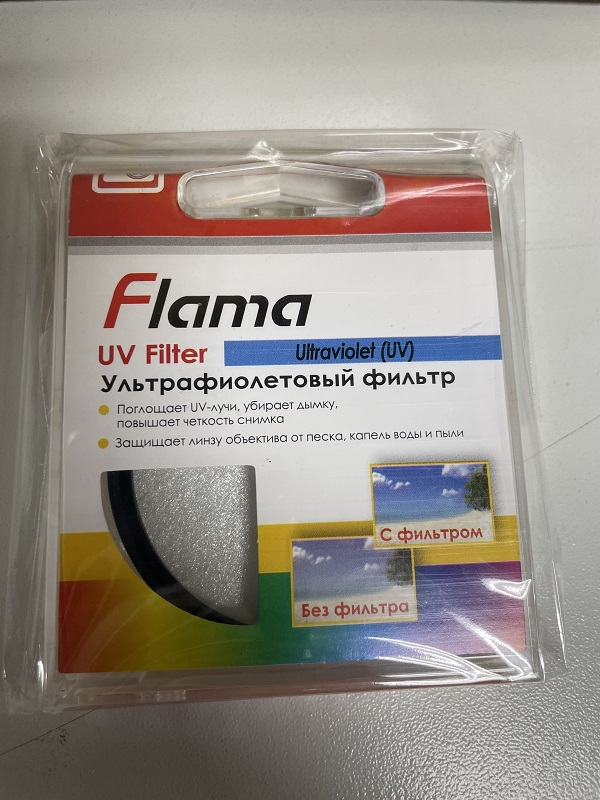 Flama
UV Filter
Ultraviolet (UV)
Ультрафиолетовый фильтр
Поглощает UV-лучи, убирает дымку,
повышает четкость снимка
Защищает линзу объектива от песка, капель воды и пыли
С фильтром
Без фильтра